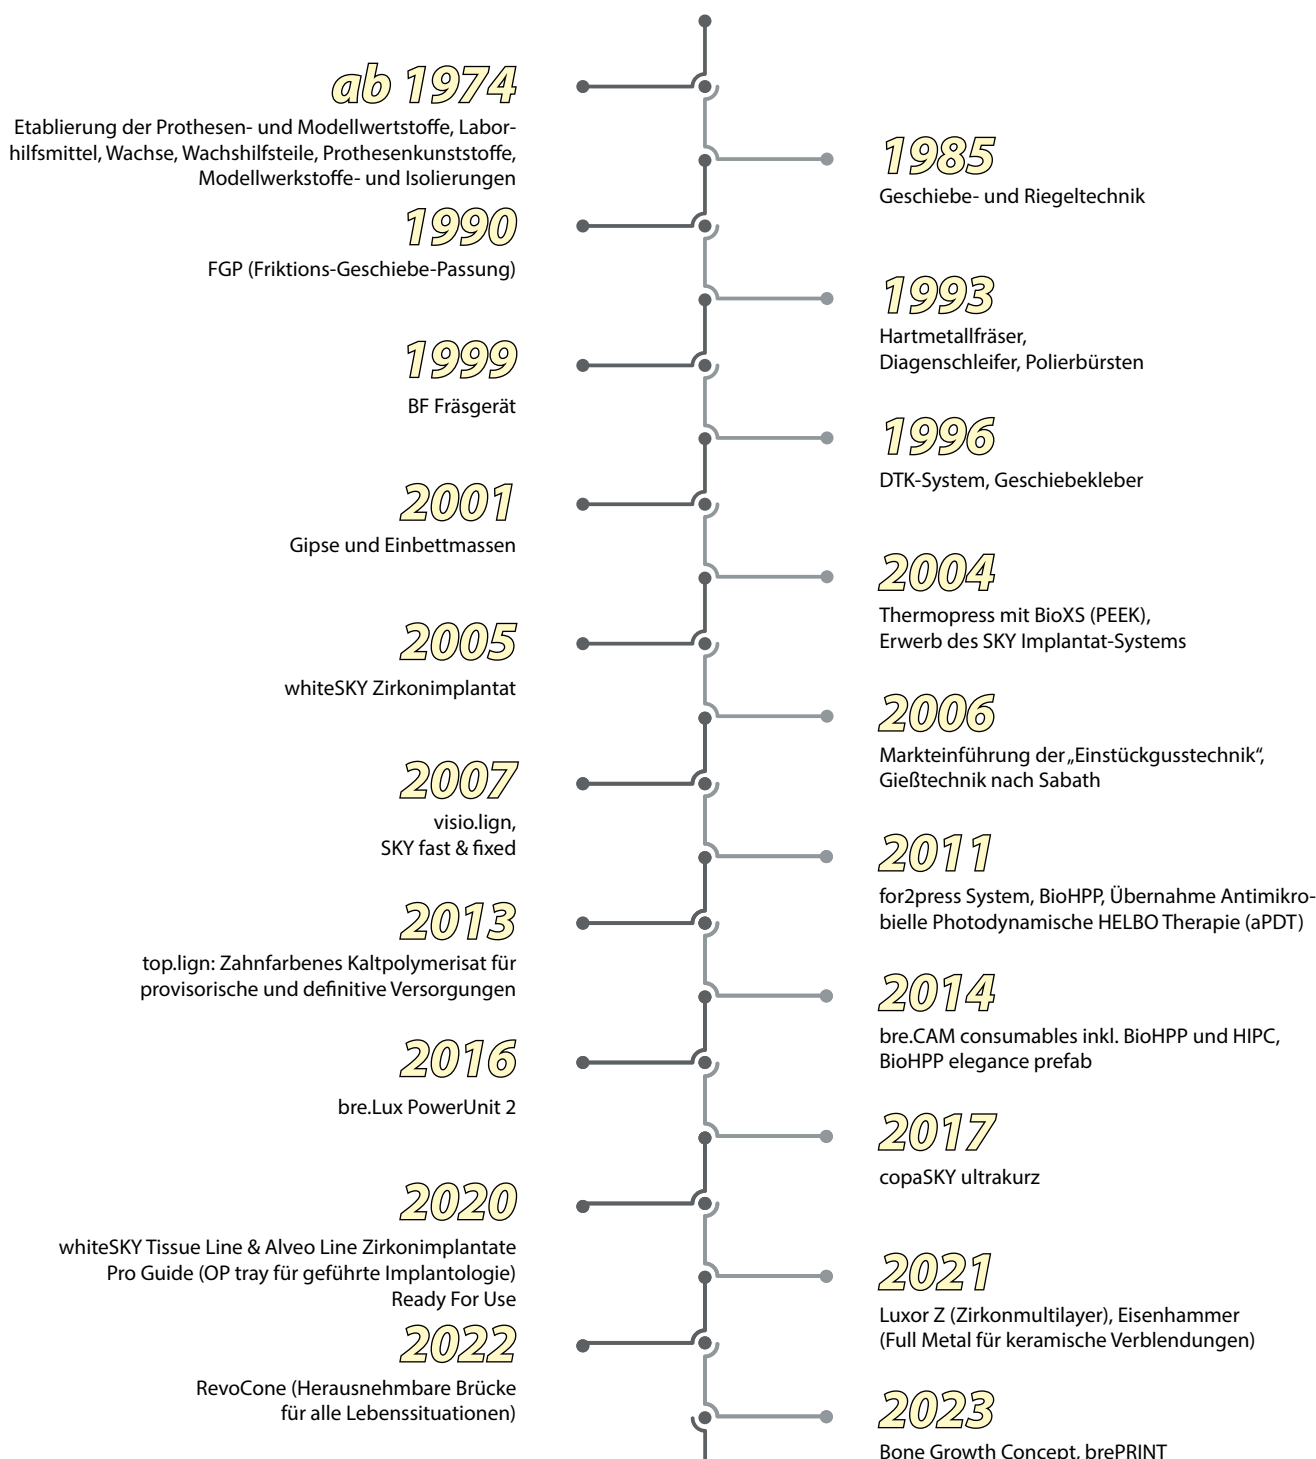 ab 1974
Etablierung der Prothesen- und Modellwertstoffe, Labor-
hilfsmittel, Wachse, Wachshilfsteile, Prothesenkunststoffe,
Modellwerkstoffe- und Isolierungen
1985
Geschiebe- und Riegeltechnik
1990
FGP (Friktions-Geschiebe-Passung)
1993
Hartmetallfräser,
Diagenschleifer, Polierbürsten
1999
BF Fräsgerät
1996
DTK-System, Geschiebekleber
2001
Gipse und Einbettmassen
2004
Thermopress mit BioXS (PEEK),
Erwerb des SKY Implantat-Systems
2005
whiteSKY Zirkonimplantat
2006
Markteinführung der „Einstückgusstechnik“,
Gießtechnik nach Sabath
2007
visio.lign,
SKY fast & fixed
2011
for2press System, BioHPP, Übernahme Antimikro-
bielle Photodynamische HELBO Therapie (aPDT)
2013
top.lign: Zahnfarbenes Kaltpolymerisat für
provisorische und definitive Versorgungen
2014
bre.CAM consumables inkl. BioHPP und HIPC,
BioHPP elegance prefab
2016
bre.Lux PowerUnit 2
2017
copaSKY ultrakurz
2020
whiteSKY Tissue Line & Alveo Line Zirkonimplantate
Pro Guide (OP tray für geführte Implantologie)
Ready For Use
2021
Luxor Z (Zirkonmultilayer), Eisenhammer
(Full Metal für keramische Verblendungen)
2022
RevoCone (Herausnehmbare Brücke
für alle Lebenssituationen)
2023
Bone Growth Concept, brePRINT